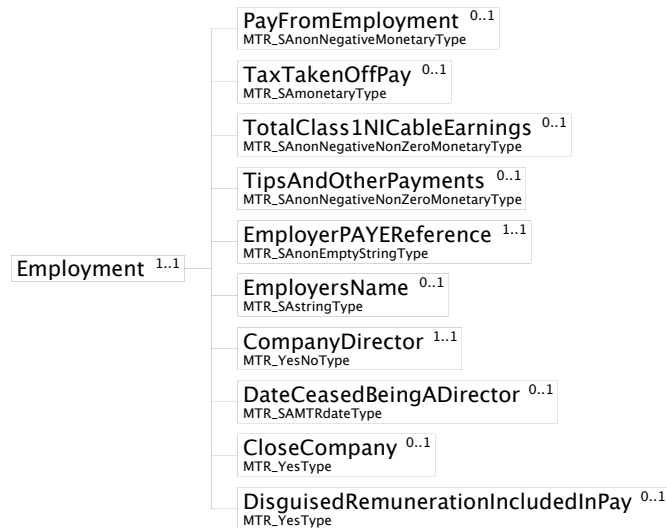 PayFromEmployment 0..1
MTR_SAnonNegativeMonetaryType
TaxTakenOffPay 0..1
MTR_SAmonetaryType
TotalClass1NICableEarnings 0..1
MTR_SAnonNegativeNonZeroMonetaryType
TipsAndOtherPayments 0..1
MTR_SAnonNegativeNonZeroMonetaryType
EmployerPAYEReference 1..1
MTR_SAnonEmptyStringType
Employment 1..1
EmployersName 0..1
MTR_SAstringType
CompanyDirector 1..1
MTR_YesNoType
DateCeasedBeingADirector 0..1
MTR_SAMTRdateType
CloseCompany 0..1
MTR_YesType
DisguisedRemunerationIncludedInPay 0..1
MTR_YesType